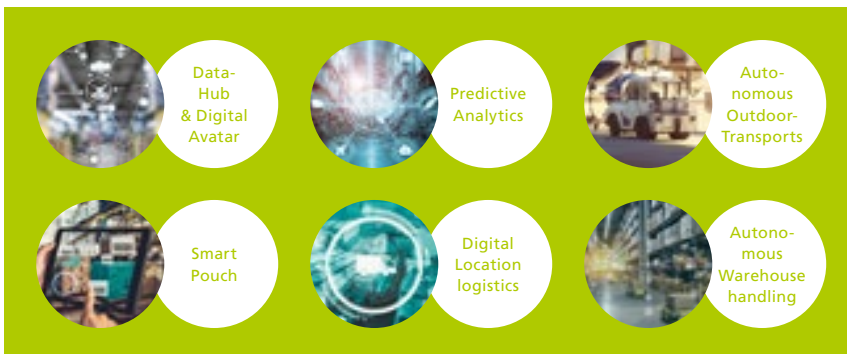 Data-
Hub
& Digital
Avatar
Predictive
Analytics
Auto-
nomous
Outdoor-
Transports
Smart
Pouch
Digital
Location
logistics
Autono-
mous
Warehouse
handling